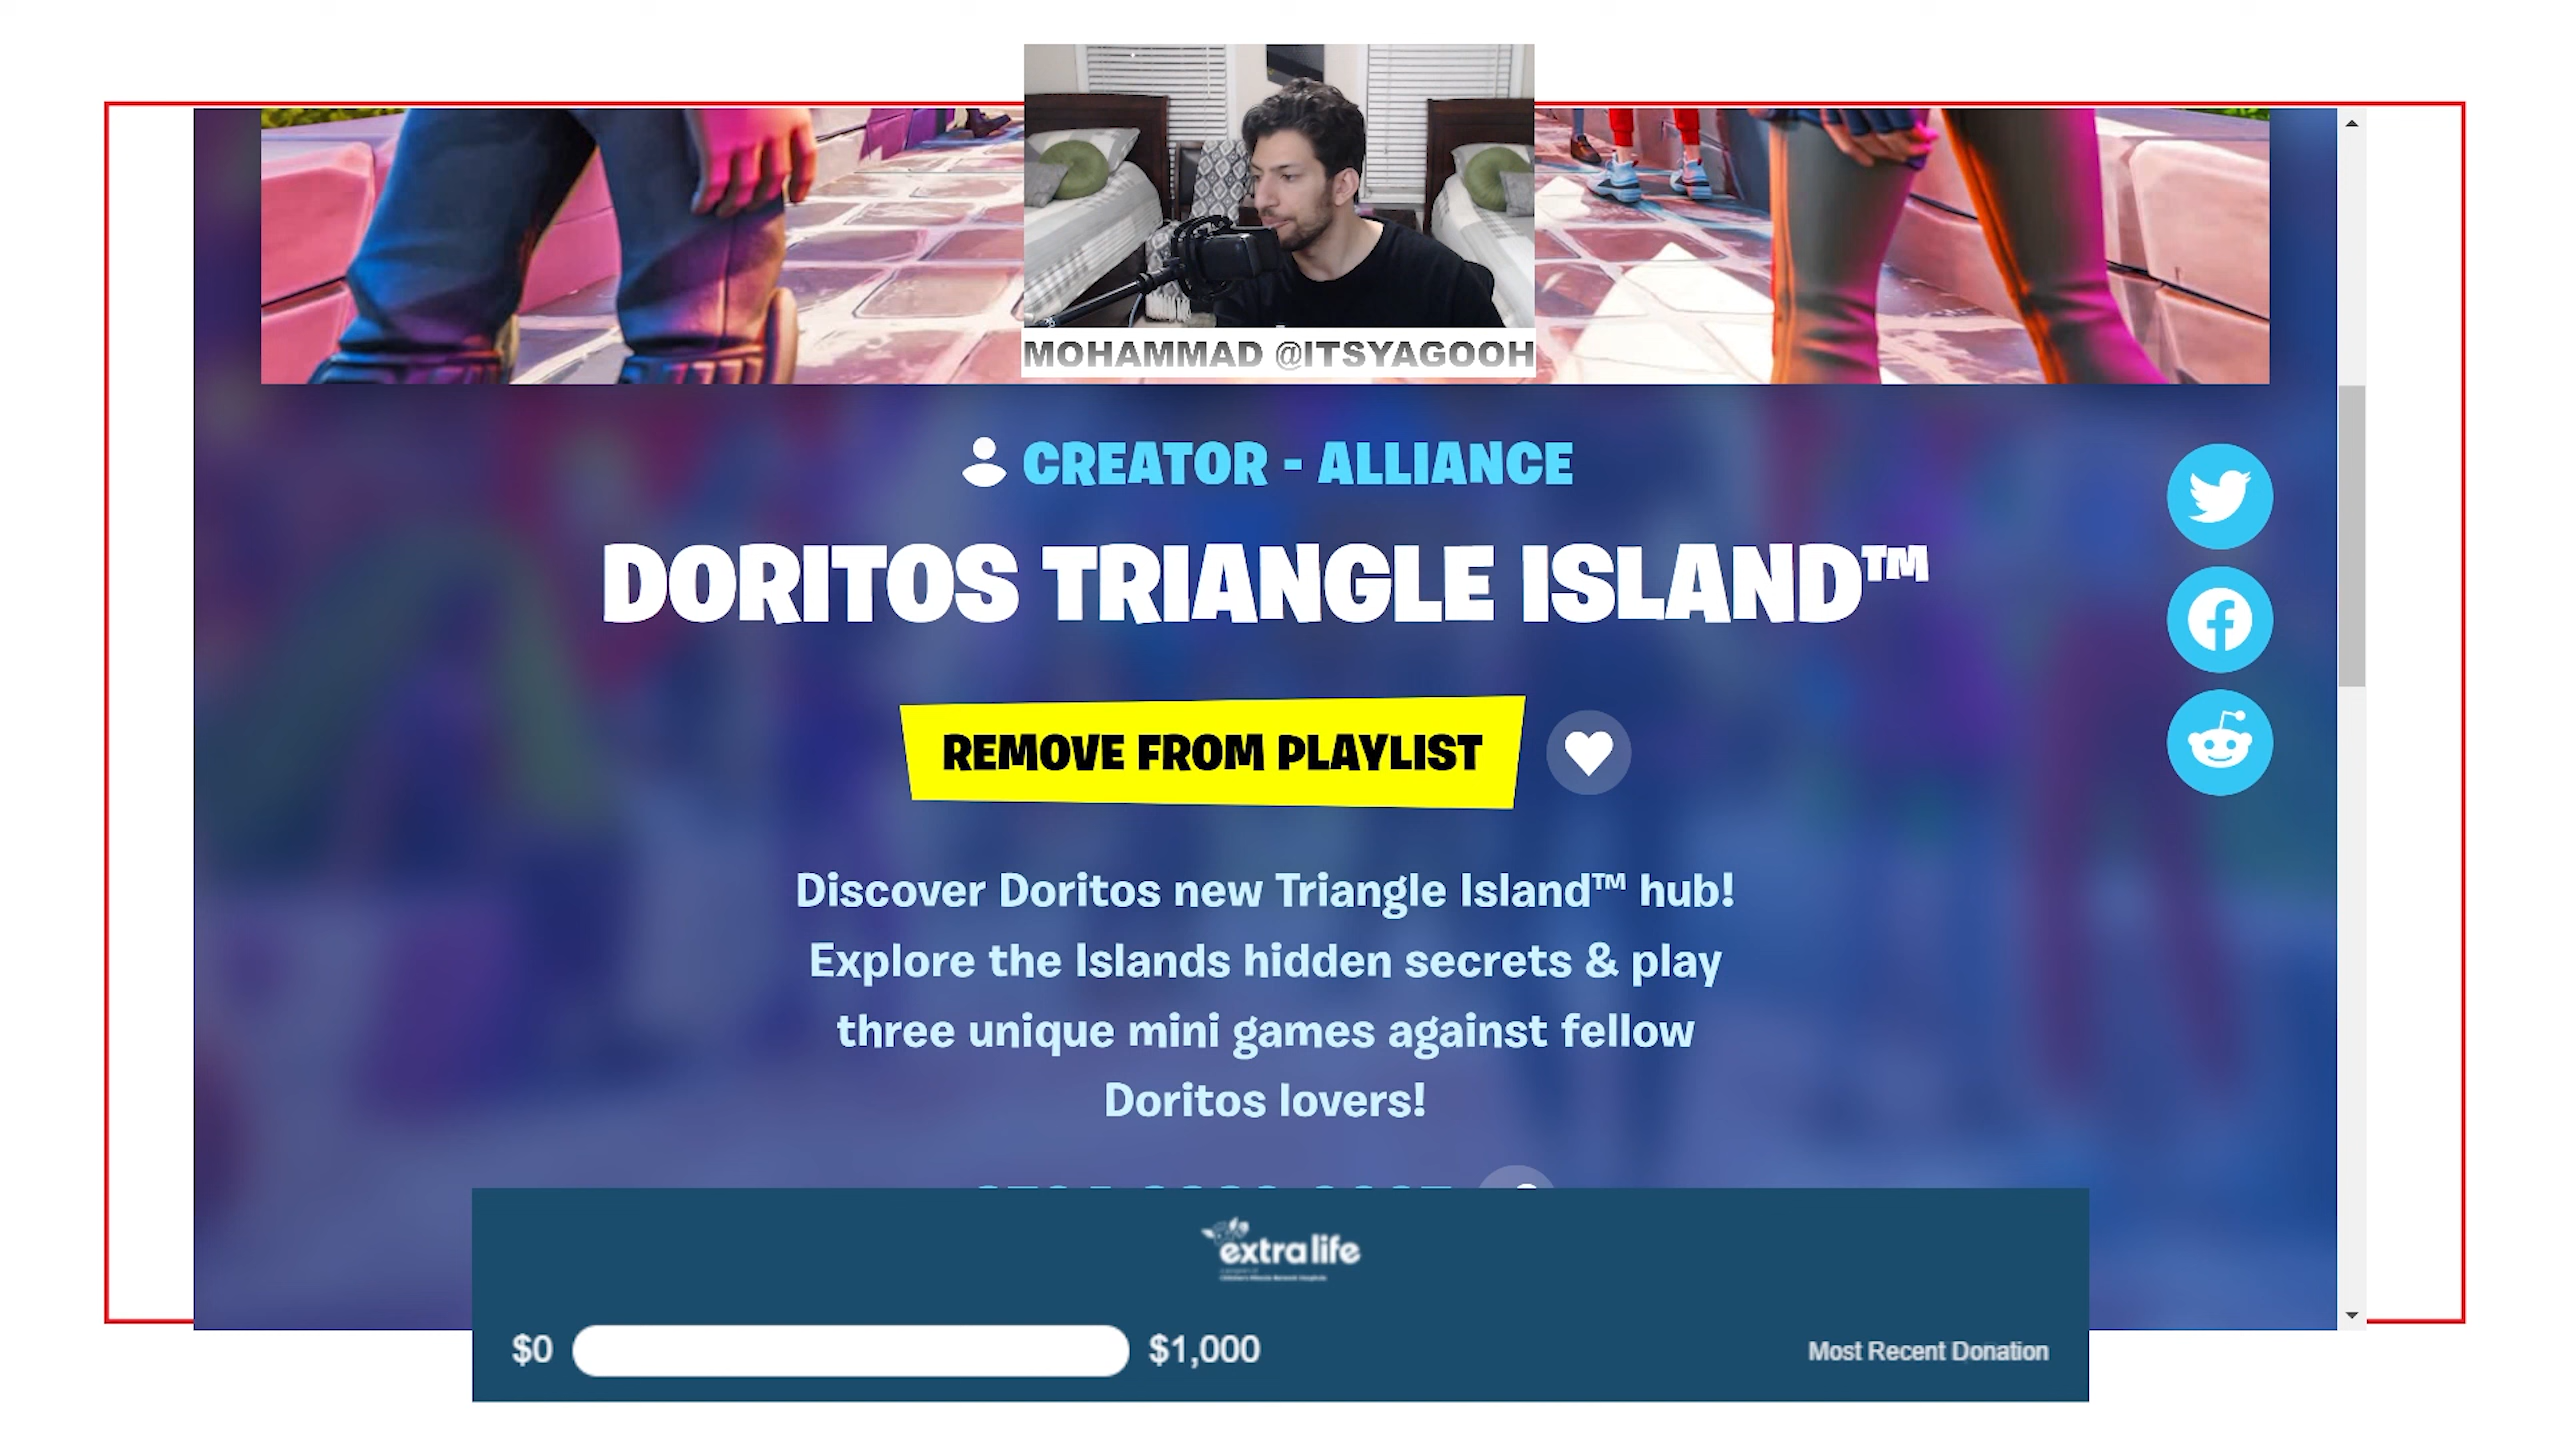 MOHAMMAD @ITSYAGOOH
CREATOR - ALLIANCE
DORITOS TRIANGLE ISLAND™
REMOVE FROM PLAYLIST
Discover Doritos new Triangle Island™ hub!
Explore the Islands hidden secrets & play
three unique mini games against fellow
Doritos lovers!
extra life
$0 $1,000 Most Recent Donation